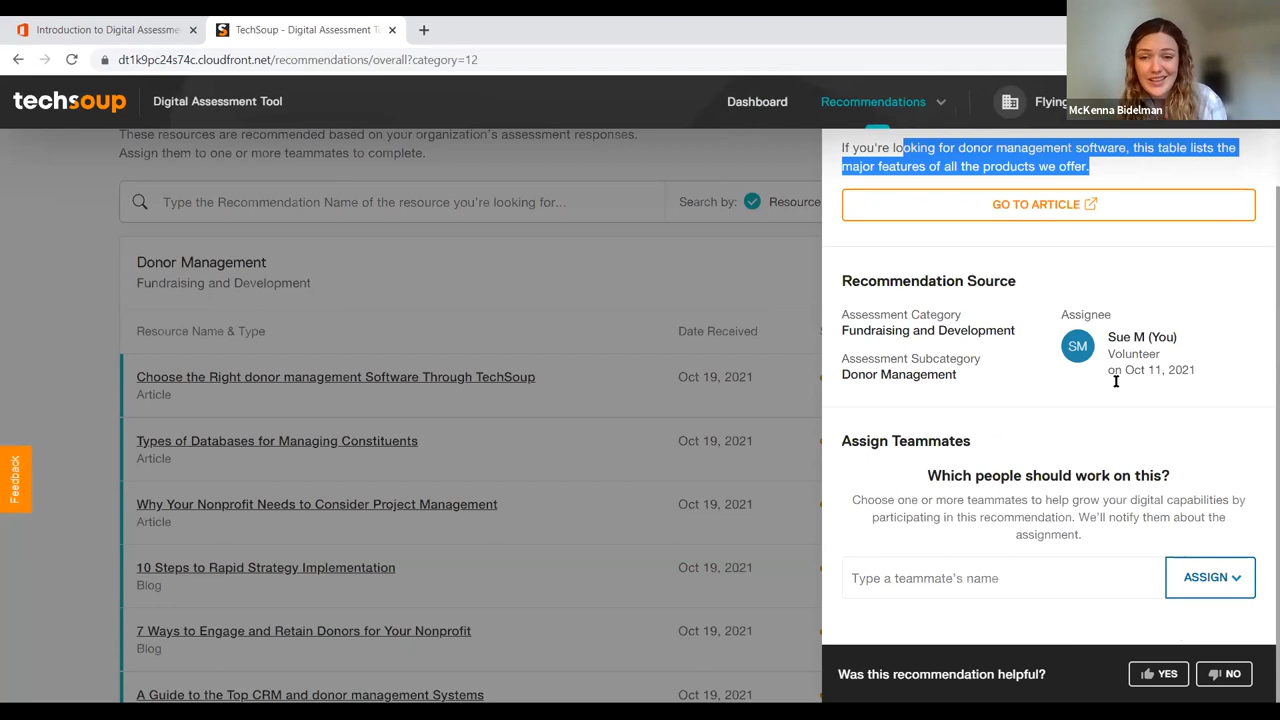 Introduction to Digital Assessme
TechSoup - Digital Assessment T
dt1k9pc24s74c.cloudfront.net/recommendations/overall?category=12
McKenna Bidelman
techsoup
Digital Assessment Tool
Dashboard
Recommendations
Flying
These resources are recommended based on your organization's assessment responses.
Assign them to one or more teammates to complete.
Type the Recommendation Name of the resource you're looking for...
Search by:
Resource
Donor Management
Fundraising and Development
Resource Name & Type
Date Received
Choose the Right donor management Software Through TechSoup
Article
Oct 19, 2021
Types of Databases for Managing Constituents
Article
Oct 19, 2021
Why Your Nonprofit Needs to Consider Project Management
Article
Oct 19, 2021
10 Steps to Rapid Strategy Implementation
Blog
Oct 19, 2021
7 Ways to Engage and Retain Donors for Your Nonprofit
Blog
Oct 19, 2021
A Guide to the Top CRM and donor management Systems
Oct 19, 2021
Feedback
If you're looking for donor management software, this table lists the
major features of all the products we offer.
GO TO ARTICLE
Recommendation Source
Assessment Category
Fundraising and Development
Assessment Subcategory
Donor Management
Assignee
SM
Sue M (You)
Volunteer
on Oct 11, 2021
Assign Teammates
Which people should work on this?
Choose one or more teammates to help grow your digital capabilities by
participating in this recommendation. We'll notify them about the
assignment.
Type a teammate's name
ASSIGN
Was this recommendation helpful?
YES
NO